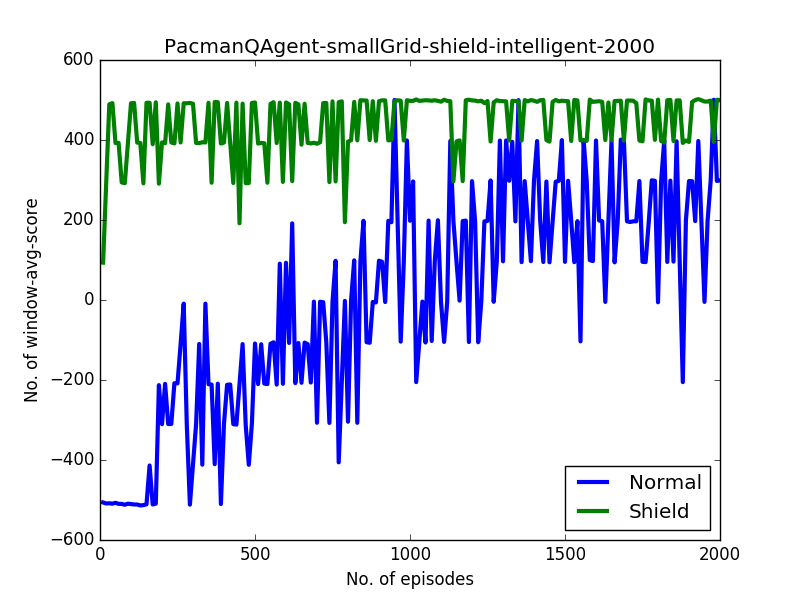 PacmanQAgent-smallGrid-shield-intelligent-2000
600
400
200
0
−200
−400
−600
No. of window-avg-score
0 500 1000 1500 2000
No. of episodes
Normal
Shield